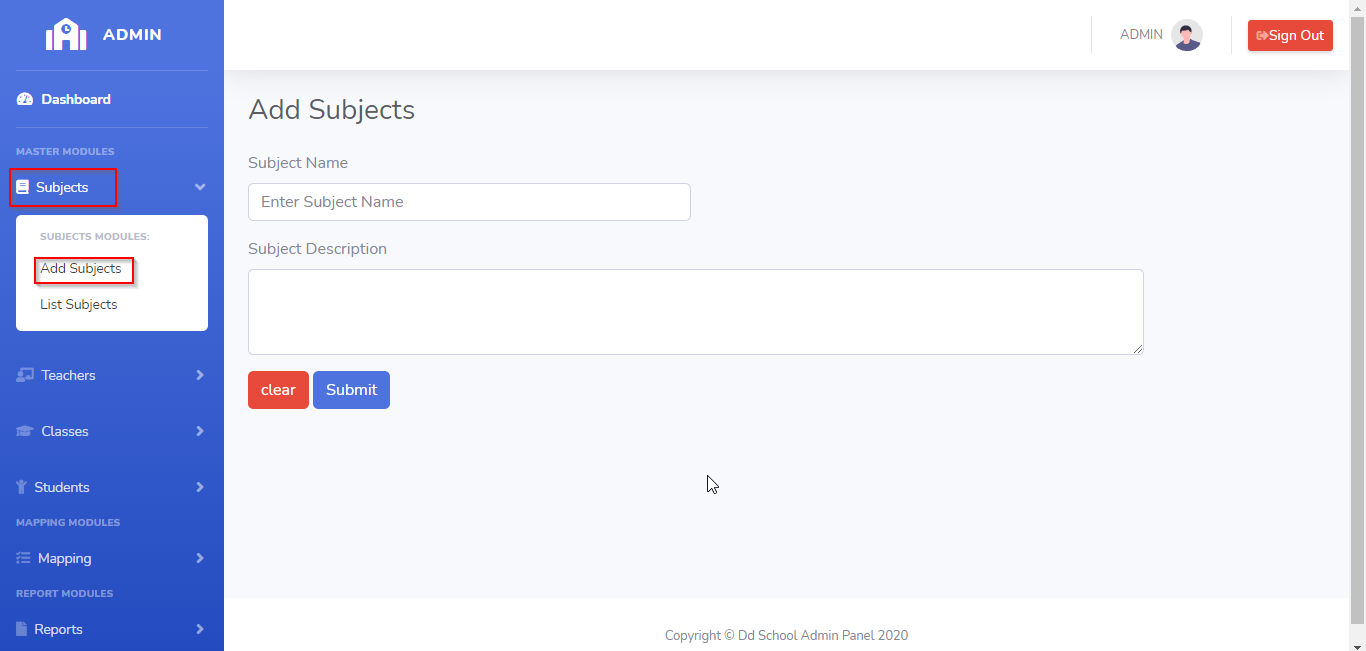 ADMIN
ADMIN
Sign Out
Dashboard
MASTER MODULES
Subjects
SUBJECTS MODULES:
Add Subjects
List Subjects
Teachers
Classes
Students
MAPPING MODULES
Mapping
REPORT MODULES
Reports
Add Subjects
Subject Name
Enter Subject Name
Subject Description
clear Submit
Copyright © Dd School Admin Panel 2020